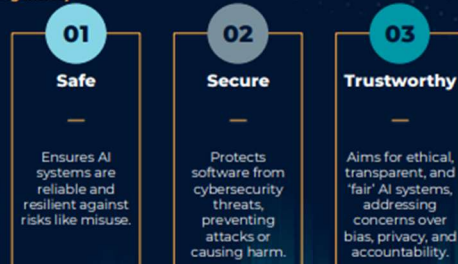 01
Safe
Ensures AI
systems are
reliable and
resilient against
risks like misuse.
02
Secure
Protects
software from
cybersecurity
threats,
preventing
attacks or
causing harm.
03
Trustworthy
Aims for ethical,
transparent, and
‘fair’ AI systems,
addressing
concerns over
bias, privacy, and
accountability.